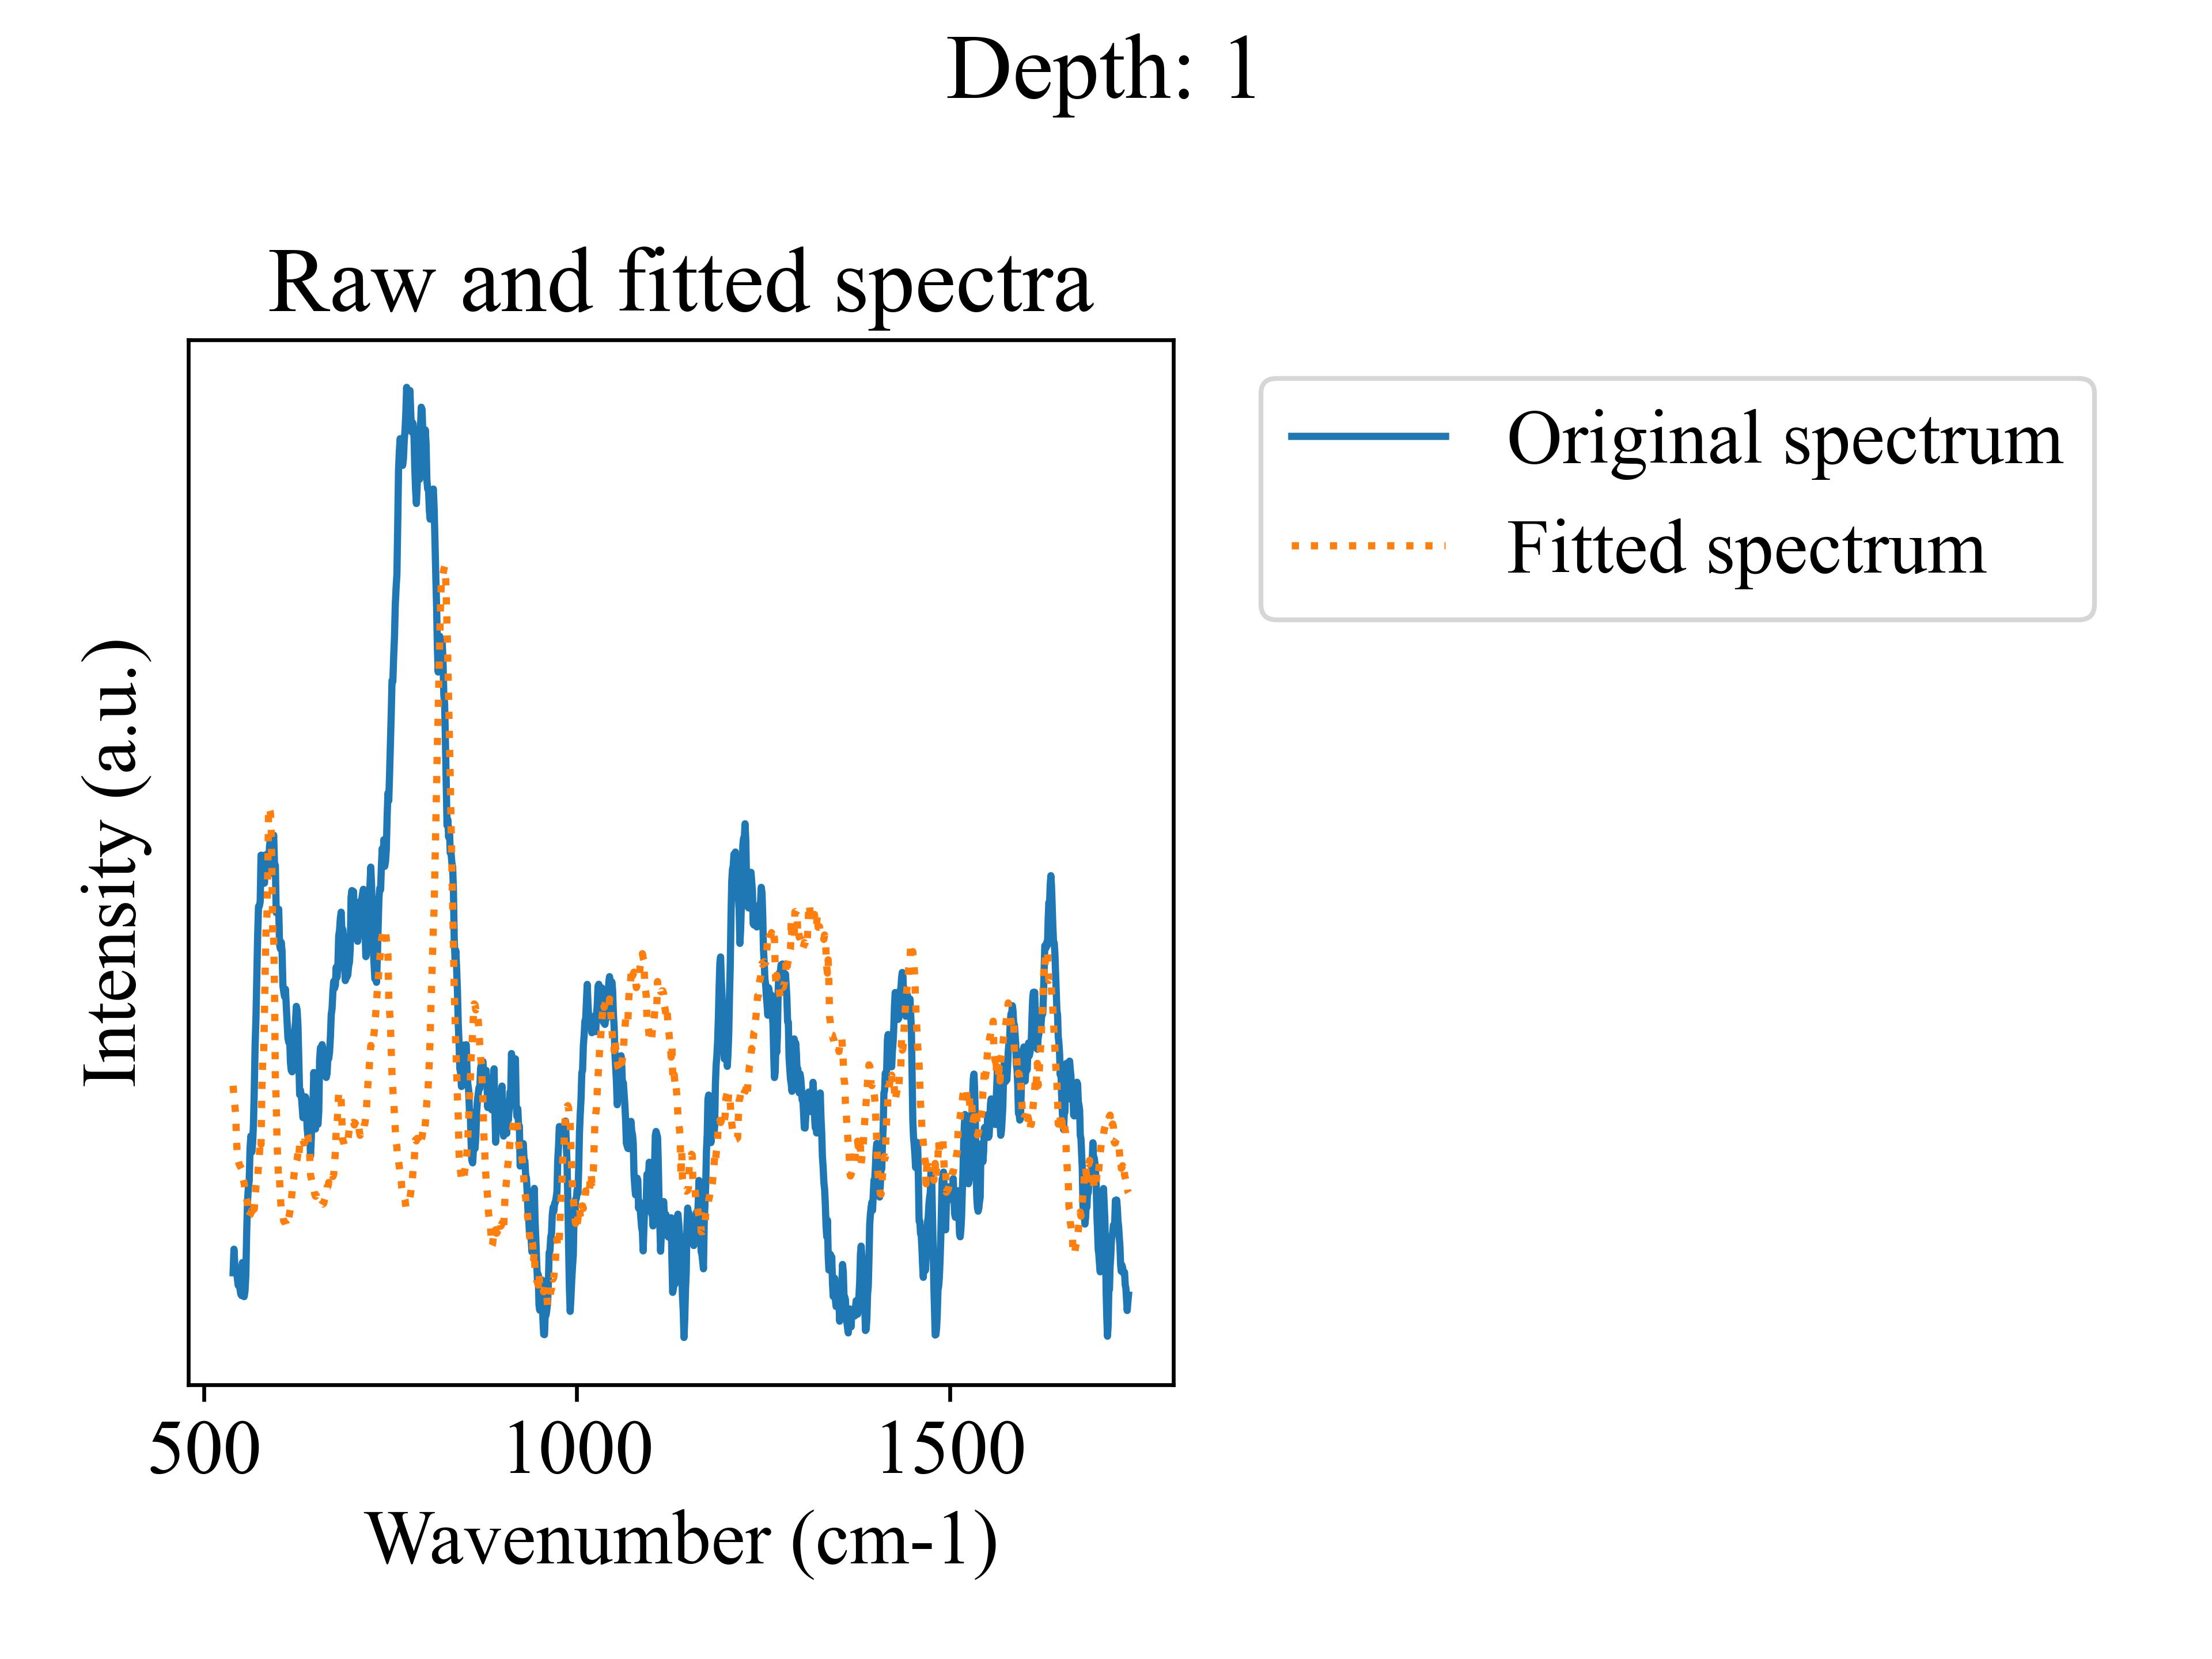 Depth: 1
Raw and fitted spectra
Original spectrum
Fitted spectrum
Intensity (a.u.)
500 1000 1500
Wavenumber (cm-1)